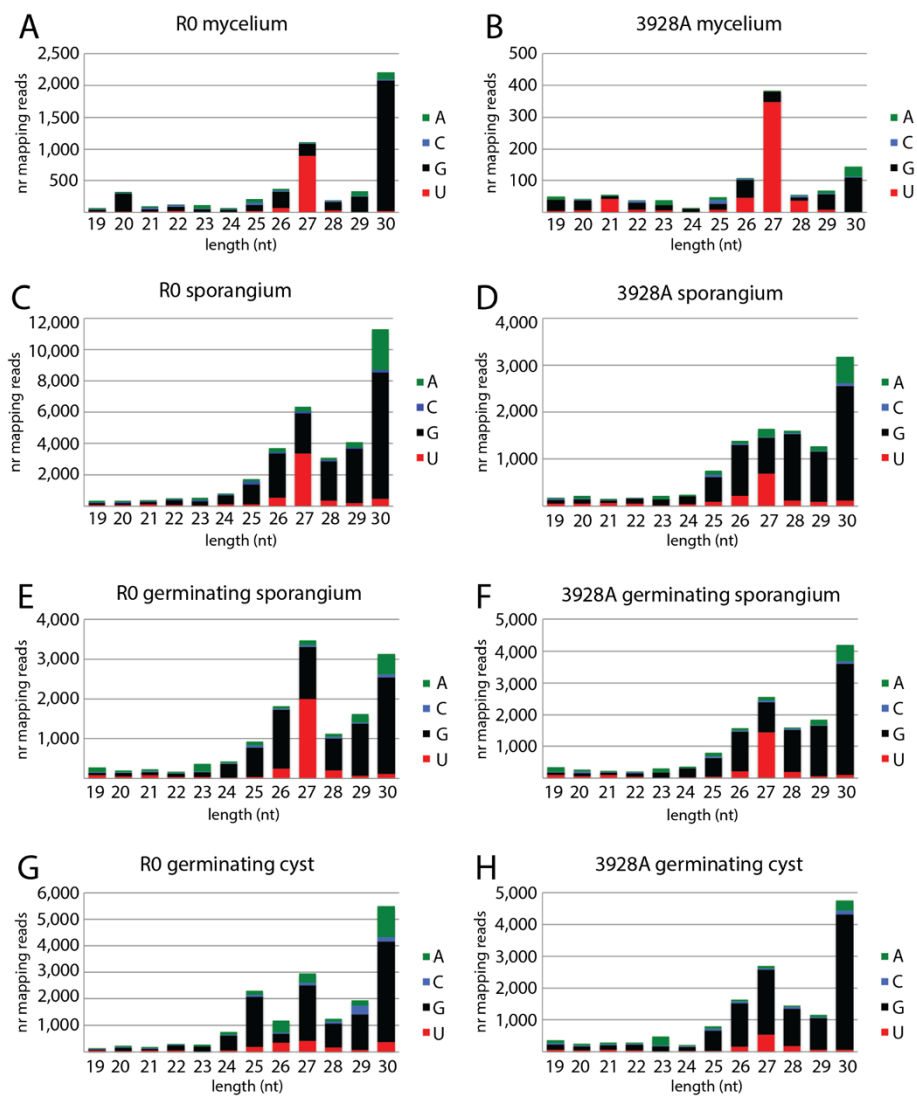 A
R0 mycelium
nr mapping reads
2,500
2,000
1,500
1,000
500
19 20 21 22 23 24 25 26 27 28 29 30
length (nt)
A
C
G
U
B
3928A mycelium
nr mapping reads
500
400
300
200
100
19 20 21 22 23 24 25 26 27 28 29 30
length (nt)
A
C
G
U
C
R0 sporangium
nr mapping reads
12,000
10,000
8,000
6,000
4,000
2,000
19 20 21 22 23 24 25 26 27 28 29 30
length (nt)
A
C
G
U
D
3928A sporangium
nr mapping reads
4,000
3,000
2,000
1,000
19 20 21 22 23 24 25 26 27 28 29 30
length (nt)
A
C
G
U
E
R0 germinating sporangium
nr mapping reads
4,000
3,000
2,000
1,000
19 20 21 22 23 24 25 26 27 28 29 30
length (nt)
A
C
G
U
F
3928A germinating sporangium
nr mapping reads
5,000
4,000
3,000
2,000
1,000
19 20 21 22 23 24 25 26 27 28 29 30
length (nt)
A
C
G
U
G
R0 germinating cyst
nr mapping reads
6,000
5,000
4,000
3,000
2,000
1,000
19 20 21 22 23 24 25 26 27 28 29 30
length (nt)
A
C
G
U
H
3928A germinating cyst
nr mapping reads
5,000
4,000
3,000
2,000
1,000
19 20 21 22 23 24 25 26 27 28 29 30
length (nt)
A
C
G
U